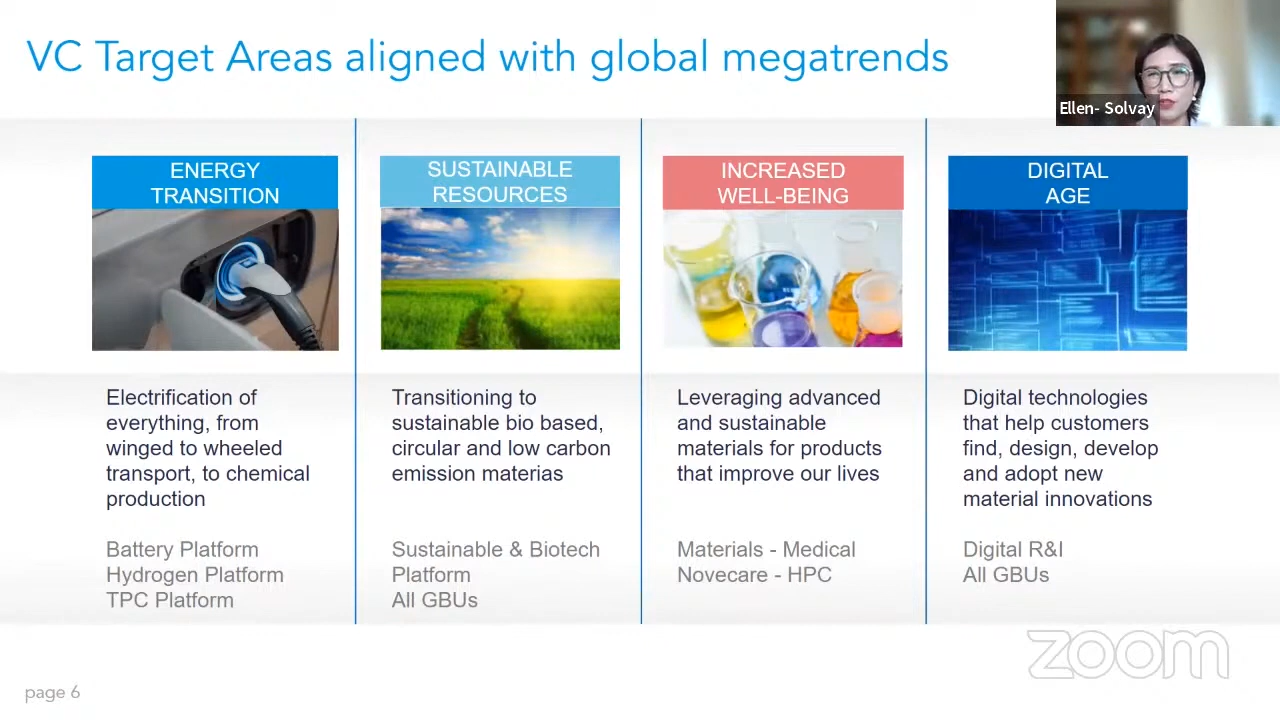 VC Target Areas aligned with global megatrends
Ellen- Solvay
ENERGY
TRANSITION
Electrification of
everything, from
winged to wheeled
transport, to chemical
production
Battery Platform
Hydrogen Platform
TPC Platform
SUSTAINABLE
RESOURCES
Transitioning to
sustainable bio based,
circular and low carbon
emission materias
Sustainable & Biotech
Platform
All GBUs
INCREASED
WELL-BEING
Leveraging advanced
and sustainable
materials for products
that improve our lives
Materials - Medical
Novecare - HPC
DIGITAL
AGE
Digital technologies
that help customers
find, design, develop
and adopt new
material innovations
Digital R&I
All GBUs
zoom
page 6